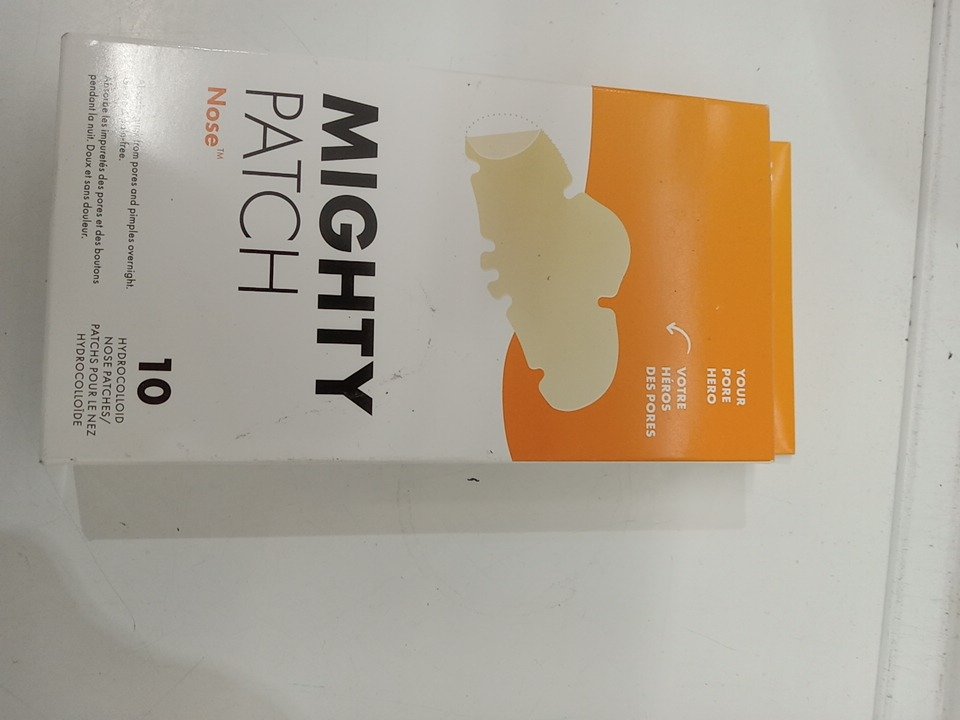 YOUR
PORE
HERO
VOTRE
HÉROS
DES PORES
MIGHTY
PATCH
Nose™
from pores and pimples overnight.
-free.
Absorbe les impuretés des pores et des boutons
pendant la nuit. Doux et sans douleur.
10
HYDROCOLLOID
NOSE PATCHES/
PATCHS POUR LE NEZ
HYDROCOLLOÏDE